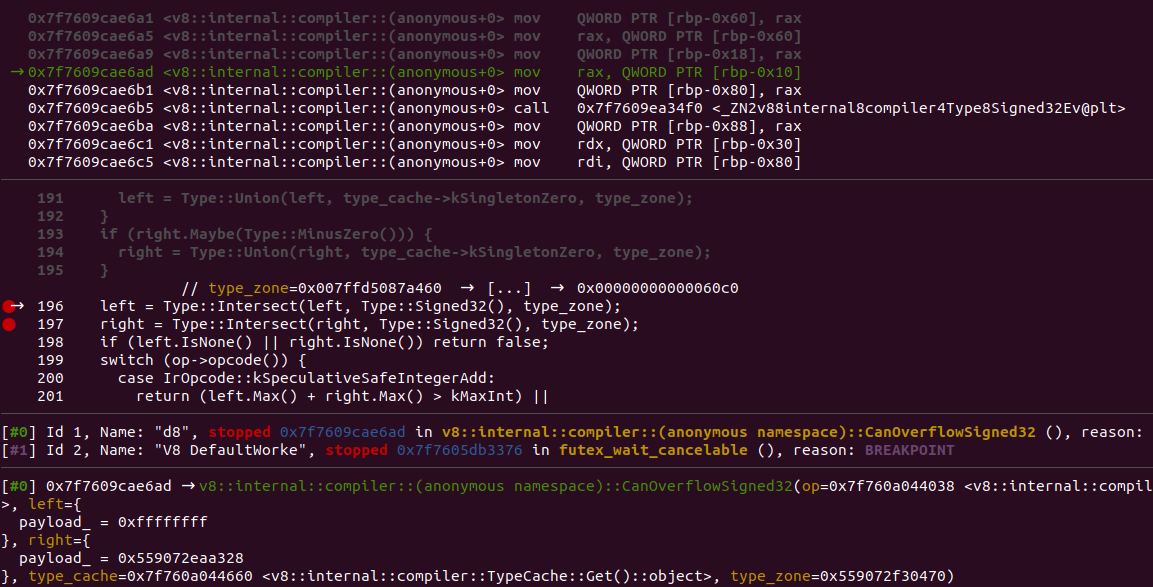 0x7f7609cae6a1 <v8::internal::compiler::(anonymous+0> mov    QWORD PTR [rbp-0x60], rax
0x7f7609cae6a5 <v8::internal::compiler::(anonymous+0> mov    rax, QWORD PTR [rbp-0x60]
0x7f7609cae6a9 <v8::internal::compiler::(anonymous+0> mov    QWORD PTR [rbp-0x18], rax
→0x7f7609cae6ad <v8::internal::compiler::(anonymous+0> mov    rax, QWORD PTR [rbp-0x10]
0x7f7609cae6b1 <v8::internal::compiler::(anonymous+0> mov    QWORD PTR [rbp-0x80], rax
0x7f7609cae6b5 <v8::internal::compiler::(anonymous+0> call   0x7f7609ea34f0 <_ZN2v88internal8compiler4Type8Signed32Ev@plt>
0x7f7609cae6ba <v8::internal::compiler::(anonymous+0> mov    QWORD PTR [rbp-0x88], rax
0x7f7609cae6c1 <v8::internal::compiler::(anonymous+0> mov    rdx, QWORD PTR [rbp-0x30]
0x7f7609cae6c5 <v8::internal::compiler::(anonymous+0> mov    rdi, QWORD PTR [rbp-0x80]
191      left = Type::Union(left, type_cache->kSingletonZero, type_zone);
192    }
193    if (right.Maybe(Type::MinusZero())) {
194      right = Type::Union(right, type_cache->kSingletonZero, type_zone);
195    }
// type_zone=0x007ffd5087a460  →  [...]  →  0x00000000000060c0
→ 196    left = Type::Intersect(left, Type::Signed32(), type_zone);
197    right = Type::Intersect(right, Type::Signed32(), type_zone);
198    if (left.IsNone() || right.IsNone()) return false;
199    switch (op->opcode()) {
200      case IrOpcode::kSpeculativeSafeIntegerAdd:
201        return (left.Max() + right.Max() > kMaxInt) ||
[#0] Id 1, Name: "d8", stopped 0x7f7609cae6ad in v8::internal::compiler::(anonymous namespace)::CanOverflowSigned32 (), reason:
[#1] Id 2, Name: "V8 DefaultWorke", stopped 0x7f7605db3376 in futex_wait_cancelable (), reason: BREAKPOINT
[#0] 0x7f7609cae6ad →v8::internal::compiler::(anonymous namespace)::CanOverflowSigned32(op=0x7f760a044038 <v8::internal::compil
>, left={
payload_ = 0xffffffff
}, right={
payload_ = 0x559072eaa328
}, type_cache=0x7f760a044660 <v8::internal::compiler::TypeCache::Get()::object>, type_zone=0x559072f30470)